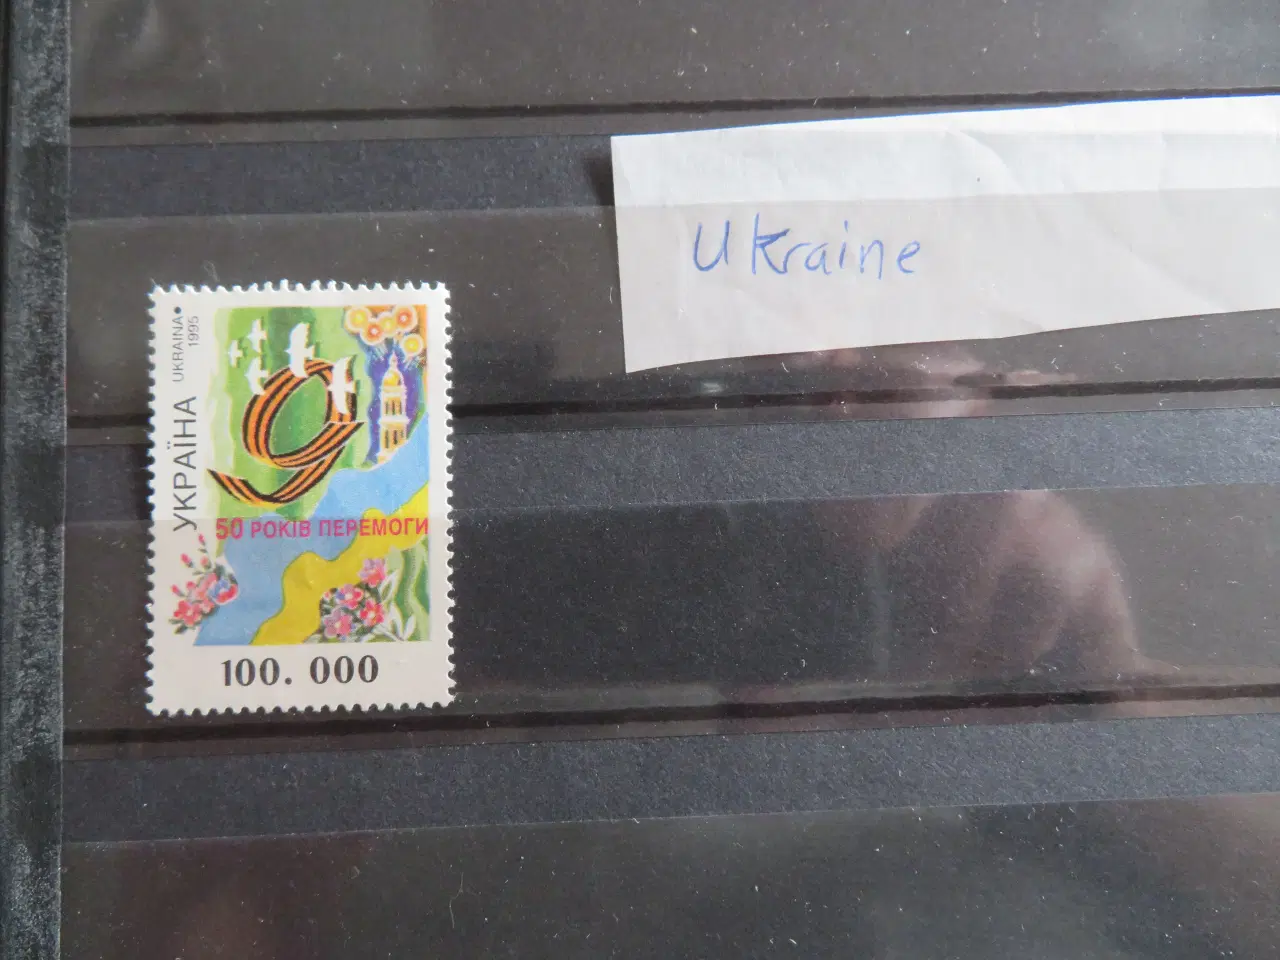 Ukraine
УКРАЇНА
UKRAINA•
1995
50 РОКІВ ПЕРЕМОГИ
100. 000